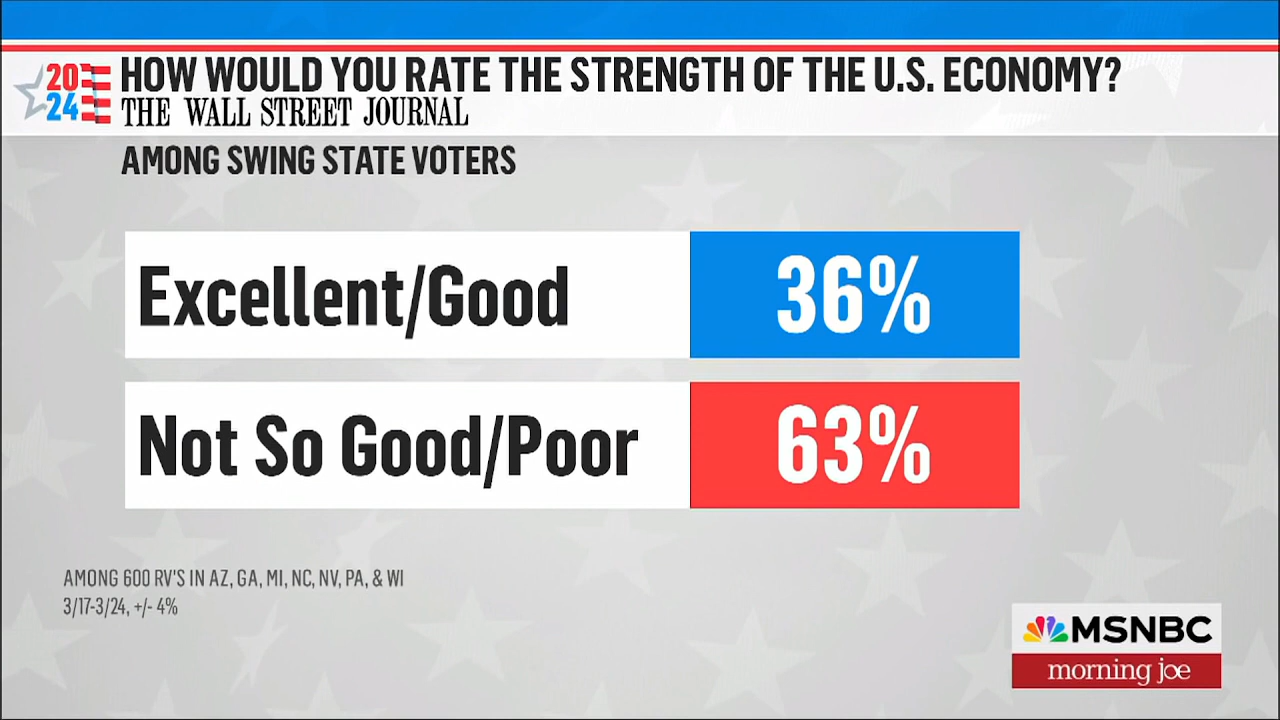 2024
HOW WOULD YOU RATE THE STRENGTH OF THE U.S. ECONOMY?
THE WALL STREET JOURNAL
AMONG SWING STATE VOTERS
Excellent/Good 36%
Not So Good/Poor 63%
AMONG 600 RV'S IN AZ, GA, MI, NC, NV, PA, & WI
3/17-3/24, +/- 4%
MSNBC
morning joe